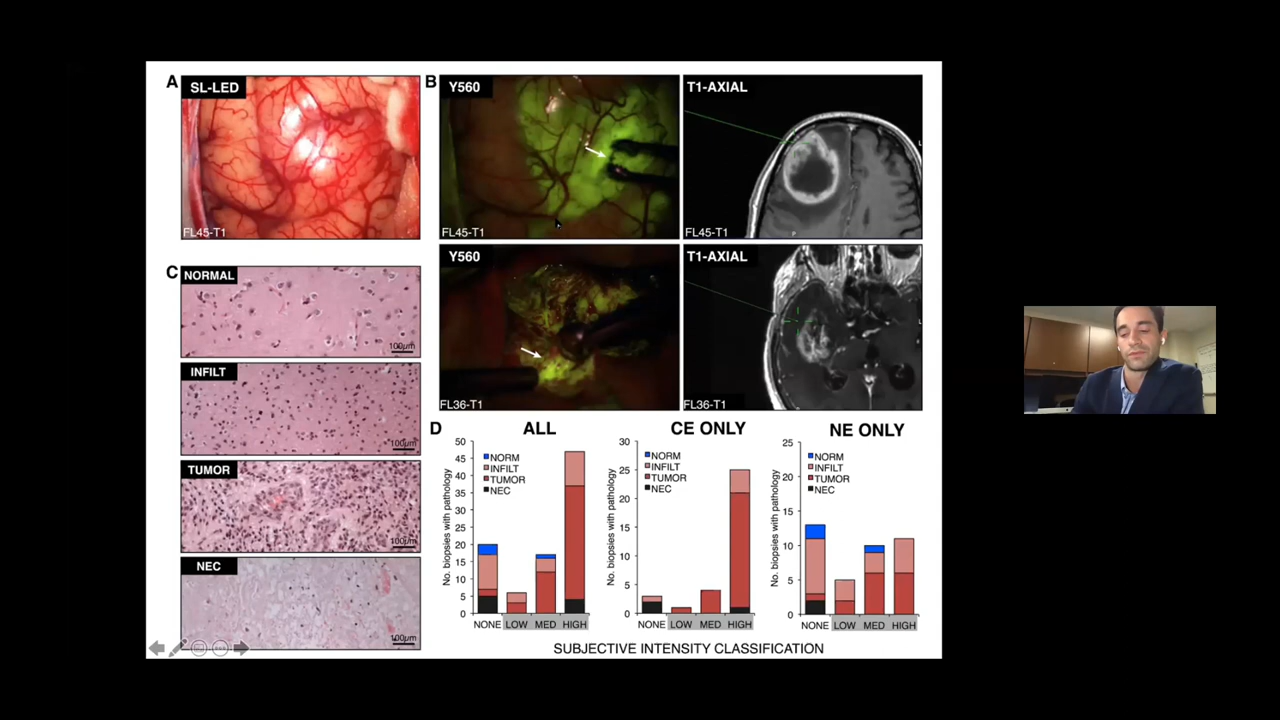 A
SL-LED
FL45-T1
B
Y560
FL45-T1
T1-AXIAL
FL45-T1
L
Y560
FL36-T1
T1-AXIAL
FL36-T1
L
C
NORMAL
100µm
INFILT
100µm
TUMOR
100µm
NEC
100µm
D
ALL
No. biopsies with pathology
50
45
40
35
30
25
20
15
10
5
0
NORM
INFILT
TUMOR
NEC
NONE LOW MED HIGH
CE ONLY
No. biopsies with pathology
30
25
20
15
10
5
0
NORM
INFILT
TUMOR
NEC
NONE LOW MED HIGH
NE ONLY
No. biopsies with pathology
25
20
15
10
5
0
NORM
INFILT
TUMOR
NEC
NONE LOW MED HIGH
SUBJECTIVE INTENSITY CLASSIFICATION